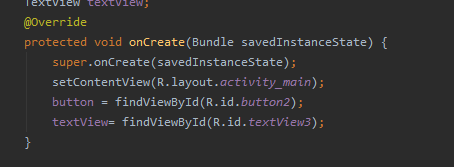 TextView textView;
@Override
protected void onCreate(Bundle savedInstanceState) {
super.onCreate(savedInstanceState);
setContentView(R.layout.activity_main);
button = findViewById(R.id.button2);
textView= findViewById(R.id.textView3);
}